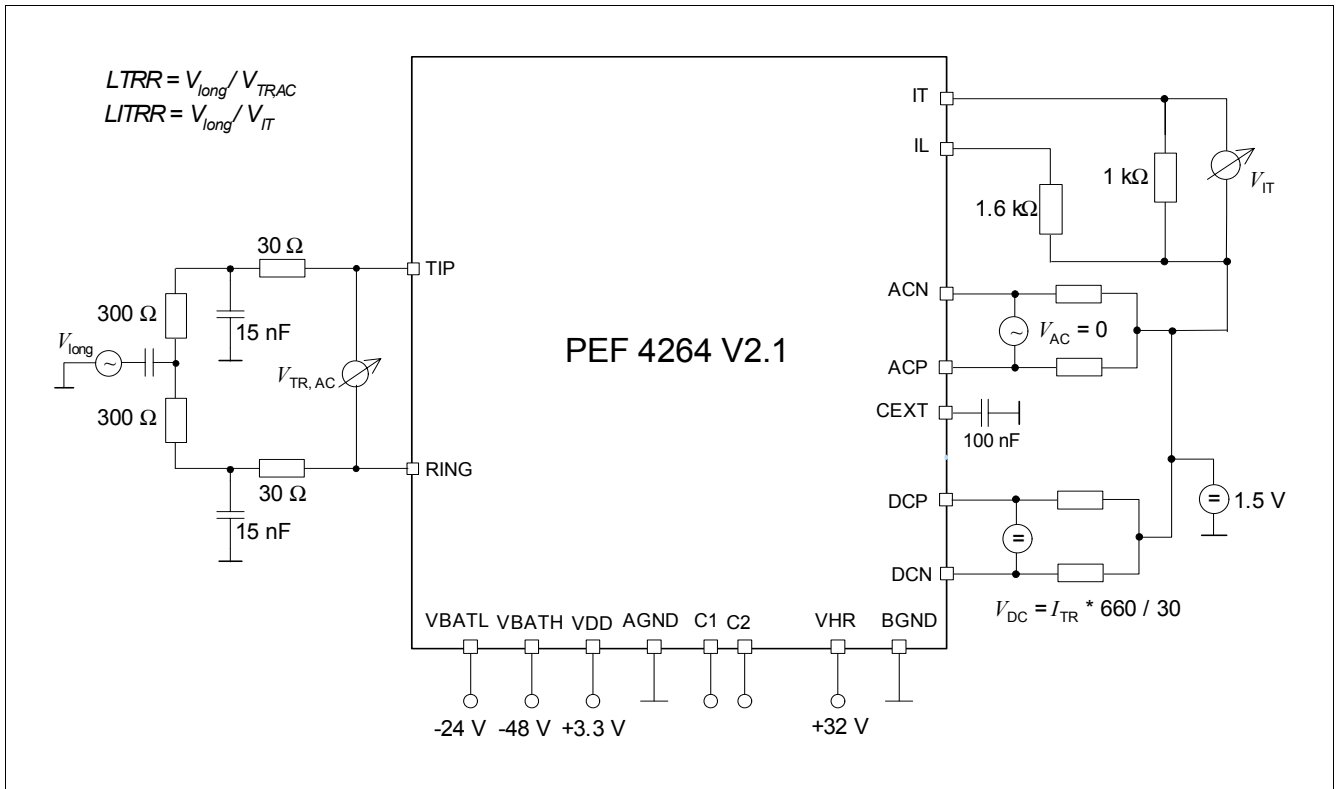 LTRR = Vlong / VTR,AC
LITRR = Vlong / VIT
IT
IL
1 kΩ
VIT
1.6 kΩ
30 Ω
TIP
300 Ω
15 nF
Vlong
VTR, AC
300 Ω
RING
30 Ω
15 nF
PEF 4264 V2.1
ACN
VAC = 0
ACP
CEXT
100 nF
DCP
1.5 V
DCN
VDC = ITR * 660 / 30
VBATL VBATH VDD AGND C1 C2 VHR BGND
-24 V -48 V +3.3 V +32 V